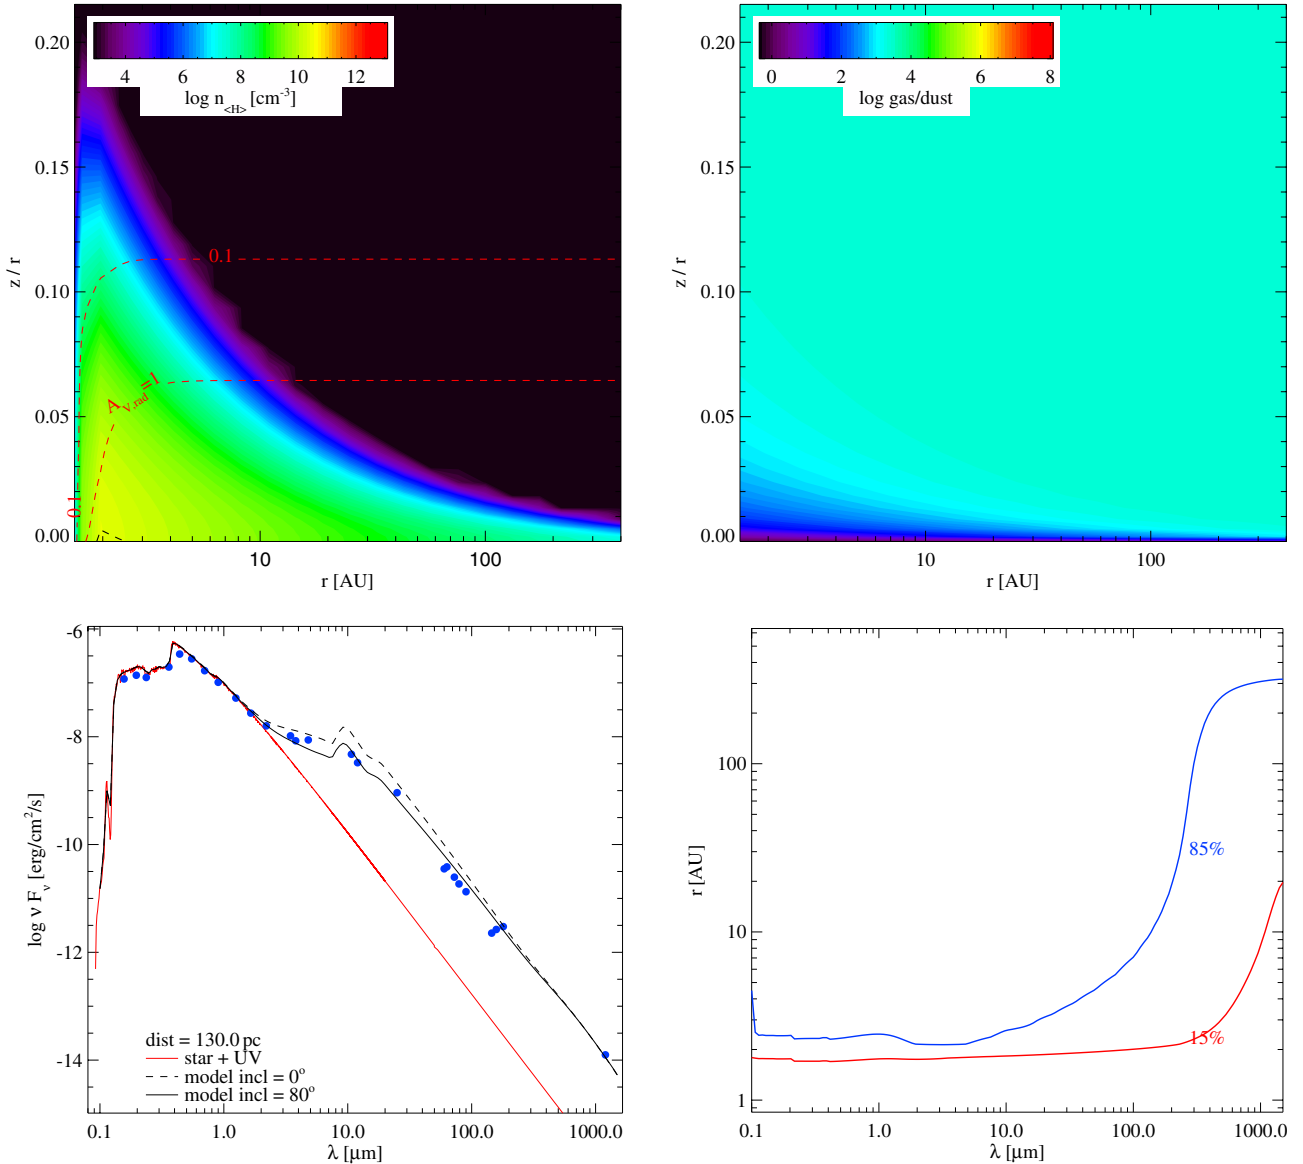 0.20
0.15
0.10
0.05
0.00
z / r
4 6 8 10 12
log n<H> [cm-3]
0.1
AV,rad=1
0.1
10 100
r [AU]
0.20
0.15
0.10
0.05
0.00
z / r
0 2 4 6 8
log gas/dust
10 100
r [AU]
-6
-8
-10
-12
-14
log ν Fν [erg/cm2/s]
dist = 130.0 pc
star + UV
model incl = 0o
model incl = 80o
0.1 1.0 10.0 100.0 1000.0
λ [μm]
100
10
1
r [AU]
85%
15%
0.1 1.0 10.0 100.0 1000.0
λ [μm]